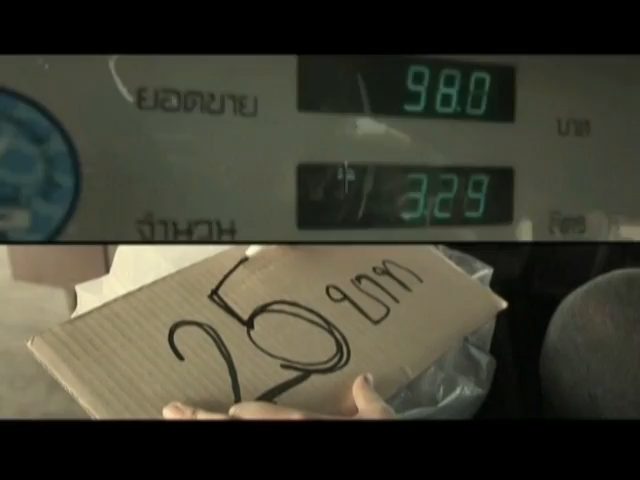 ยอดขาย 98.0 บาท
จำนวน 3.29 ลิตร
25 บาท